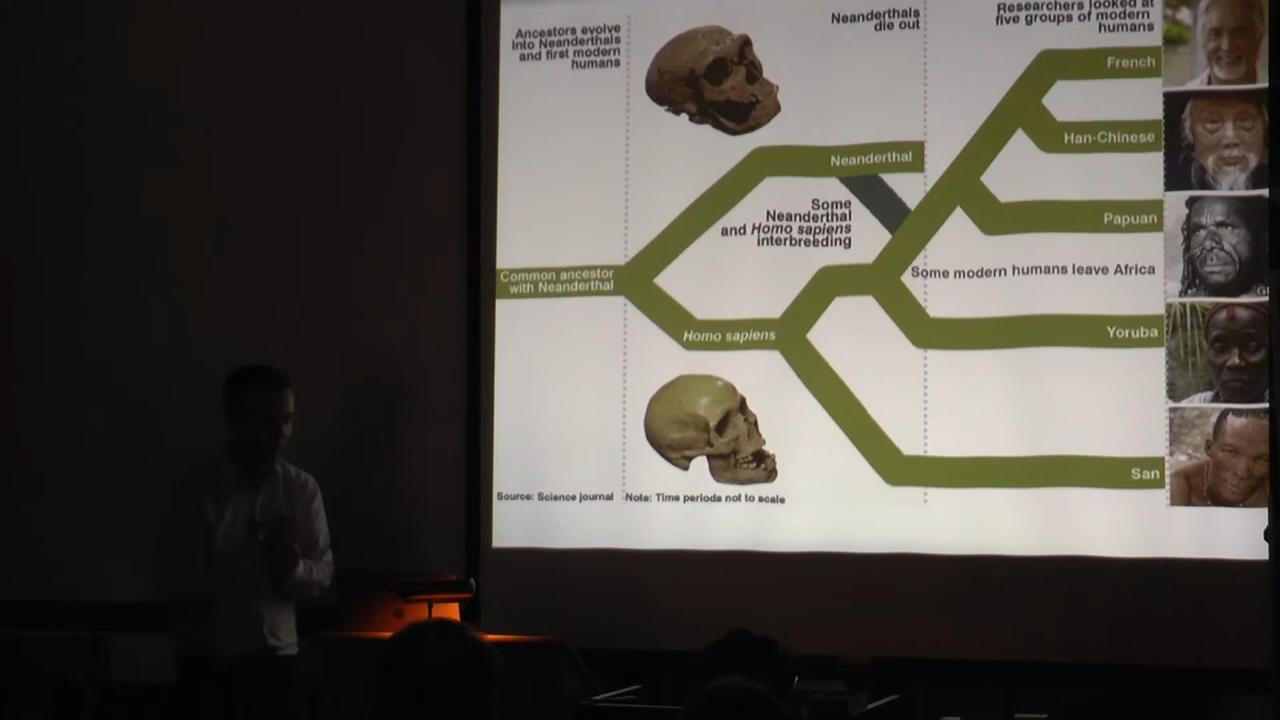 Ancestors evolve
into Neanderthals
and first modern
humans
Neanderthals
die out
Researchers looked at
five groups of modern
humans
French
Han-Chinese
Neanderthal
Some
Neanderthal
and Homo sapiens
interbreeding
Papuan
Common ancestor
with Neanderthal
Some modern humans leave Africa
Homo sapiens
Yoruba
San
Source: Science journal
Note: Time periods not to scale